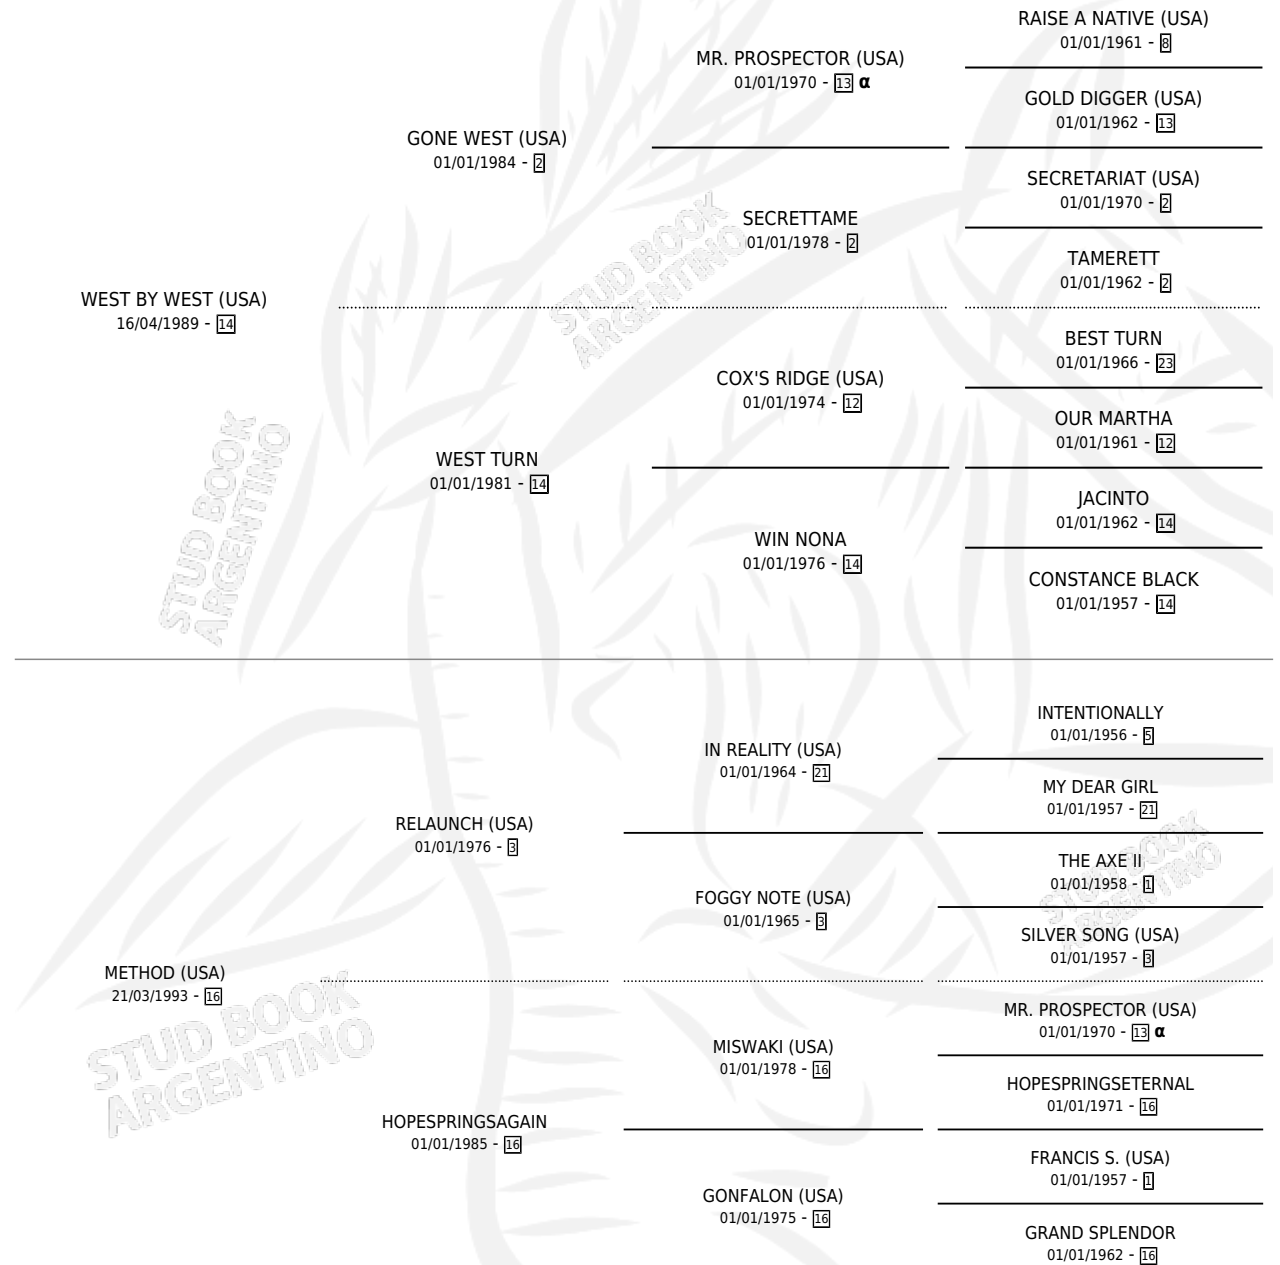 RAISE A NATIVE (USA)
01/01/1961 - 8
MR. PROSPECTOR (USA)
01/01/1970 - 13 α
GOLD DIGGER (USA)
01/01/1962 - 13
GONE WEST (USA)
01/01/1984 - 2
SECRETARIAT (USA)
01/01/1970 - 2
SECRETTAME
01/01/1978 - 2
TAMERETT
01/01/1962 - 2
WEST BY WEST (USA)
16/04/1989 - 14
BEST TURN
01/01/1966 - 23
COX'S RIDGE (USA)
01/01/1974 - 12
OUR MARTHA
01/01/1961 - 12
WEST TURN
01/01/1981 - 14
JACINTO
01/01/1962 - 14
WIN NONA
01/01/1976 - 14
CONSTANCE BLACK
01/01/1957 - 14
INTENTIONALLY
01/01/1956 - 5
IN REALITY (USA)
01/01/1964 - 21
MY DEAR GIRL
01/01/1957 - 21
RELAUNCH (USA)
01/01/1976 - 3
THE AXE II
01/01/1958 - 1
FOGGY NOTE (USA)
01/01/1965 - 3
SILVER SONG (USA)
01/01/1957 - 3
METHOD (USA)
21/03/1993 - 16
MR. PROSPECTOR (USA)
01/01/1970 - 13 α
MISWAKI (USA)
01/01/1978 - 16
HOPESPRINGSETERNAL
01/01/1971 - 16
HOPESPRINGSAGAIN
01/01/1985 - 16
FRANCIS S. (USA)
01/01/1957 - 1
GONFALON (USA)
01/01/1975 - 16
GRAND SPLENDOR
01/01/1962 - 16
STUD BOOK
ARGENTINO
STUD BOOK
ARGENTINO
STUD BOOK
ARGENTINO
STUD BOOK
ARGENTINO